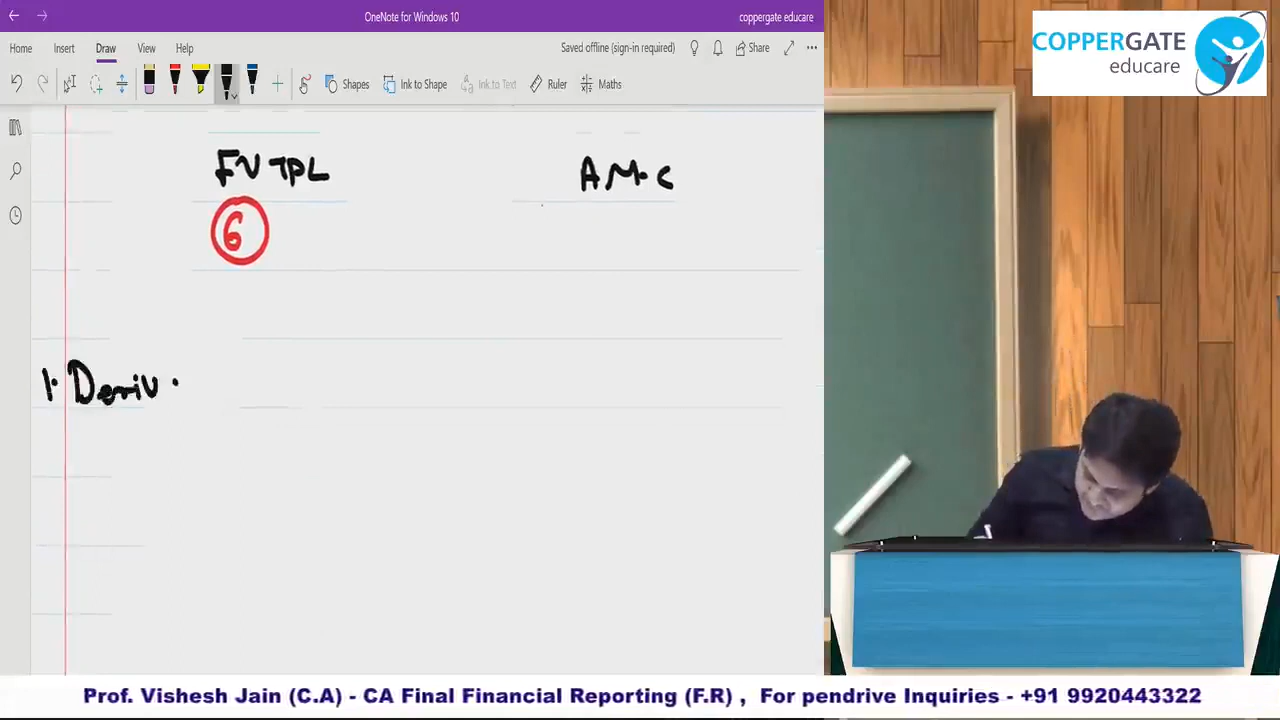 OneNote for Windows 10
coppergate educare
Home Insert Draw View Help
Saved offline (sign-in required)
Share
Shapes
Ink to Shape
Ink to Text
Ruler
Maths
COPPERGATE
educare
FVTPL
AM.C
6
1. Deriv.
Prof. Vishesh Jain (C.A) - CA Final Financial Reporting (F.R) , For pendrive Inquiries - +91 9920443322